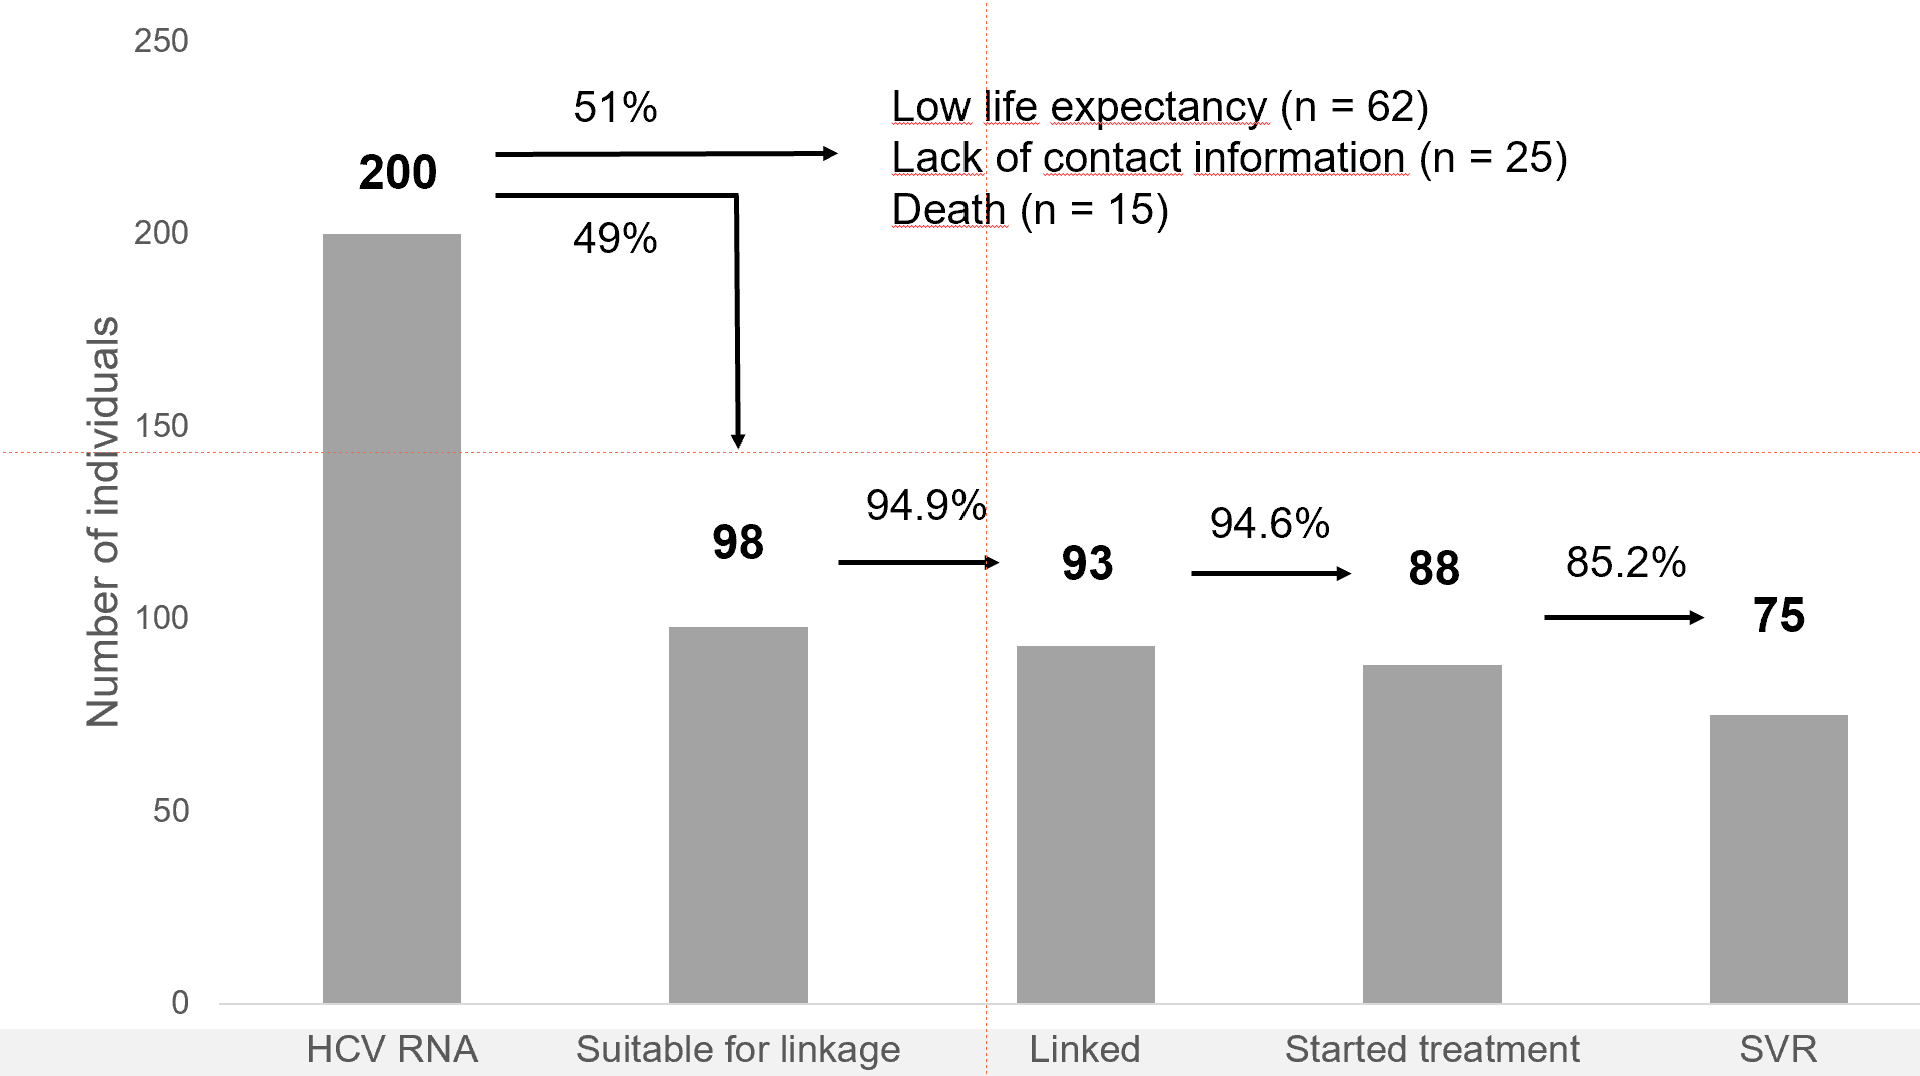 250
200
150
100
50
0
Number of individuals
51%
49%
Low life expectancy (n = 62)
Lack of contact information (n = 25)
Death (n = 15)
200
98
94.9%
93
94.6%
88
85.2%
75
HCV RNA
Suitable for linkage
Linked
Started treatment
SVR